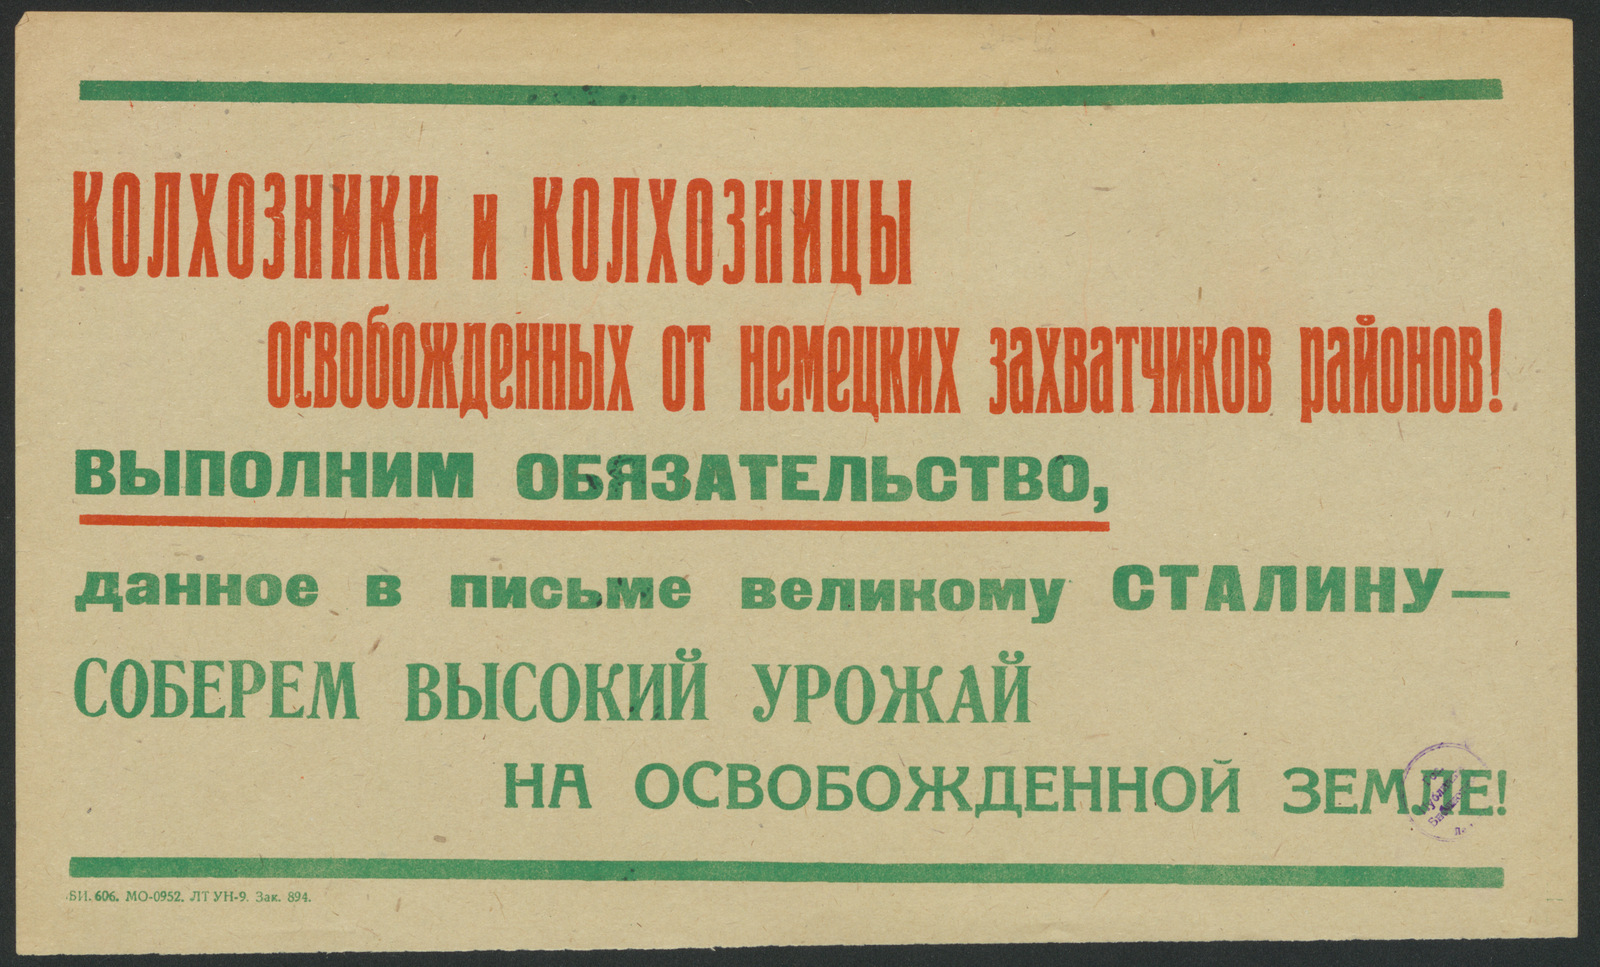 КОЛХОЗНИКИ и КОЛХОЗНИЦЫ
освобожденных от немецких захватчиков районов!
ВЫПОЛНИМ ОБЯЗАТЕЛЬСТВО,
данное в письме великому СТАЛИНУ—
СОБЕРЕМ ВЫСОКИЙ УРОЖАЙ
НА ОСВОБОЖДЕННОЙ ЗЕМЛЕ!
БИ. 606. МО-0952. ЛТ УН-9. Зак. 894.